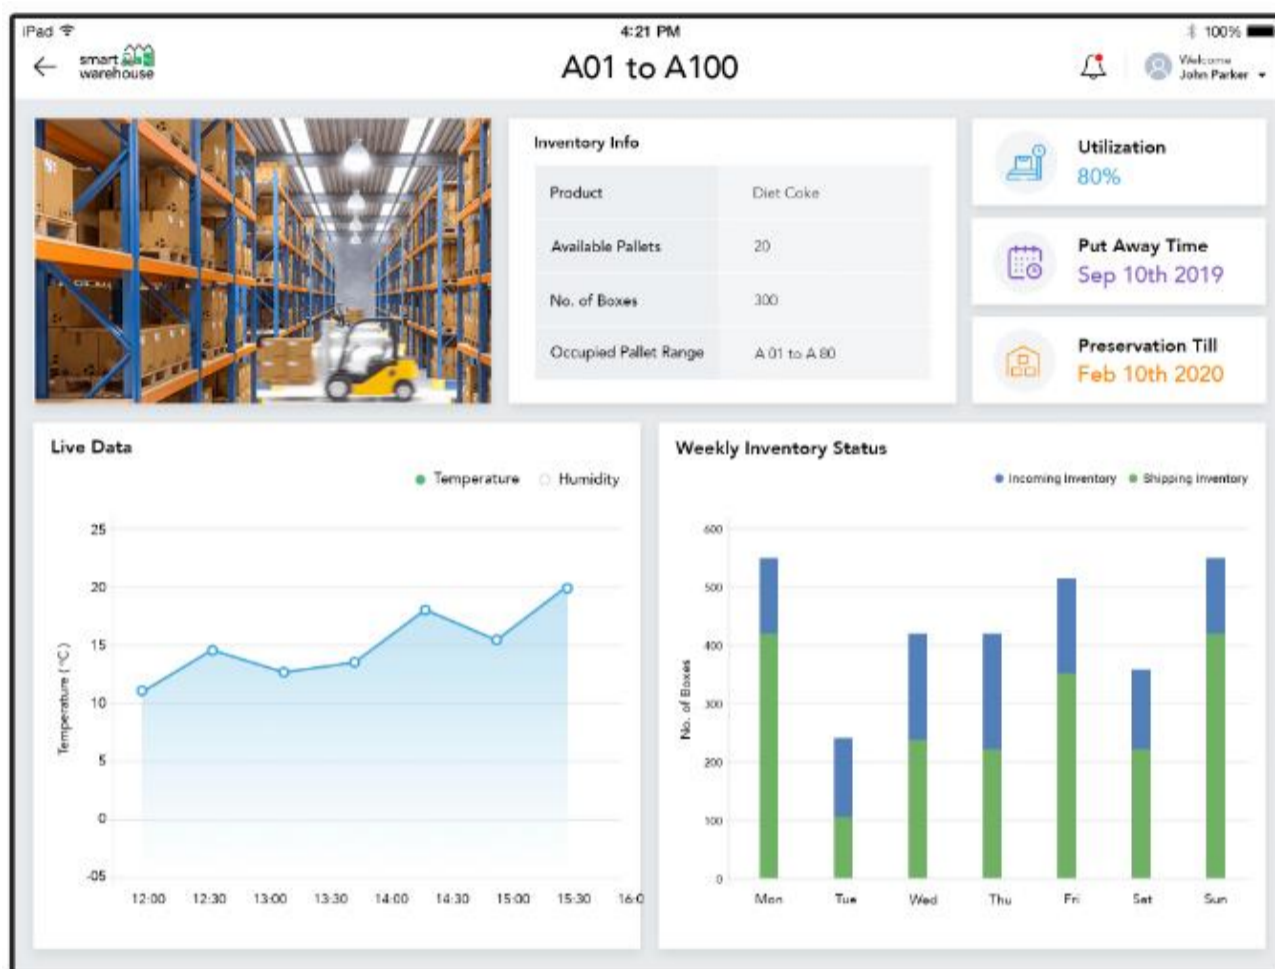 iPad 4:21 PM 100%
smart
warehouse
A01 to A100
Welcome
John Parker
Inventory Info
Product Diet Coke
Available Pallets 20
No. of Boxes 300
Occupied Pallet Range A 01 to A 80
Utilization
80%
Put Away Time
Sep 10th 2019
Preservation Till
Feb 10th 2020
Live Data
Temperature Humidity
25
20
15
10
5
0
-05
Temperature (°C)
12:00 12:30 13:00 13:30 14:00 14:30 15:00 15:30 16:0
Weekly Inventory Status
Incoming Inventory Shipping Inventory
600
500
400
300
200
100
0
No. of Boxes
Mon Tue Wed Thu Fri Sat Sun